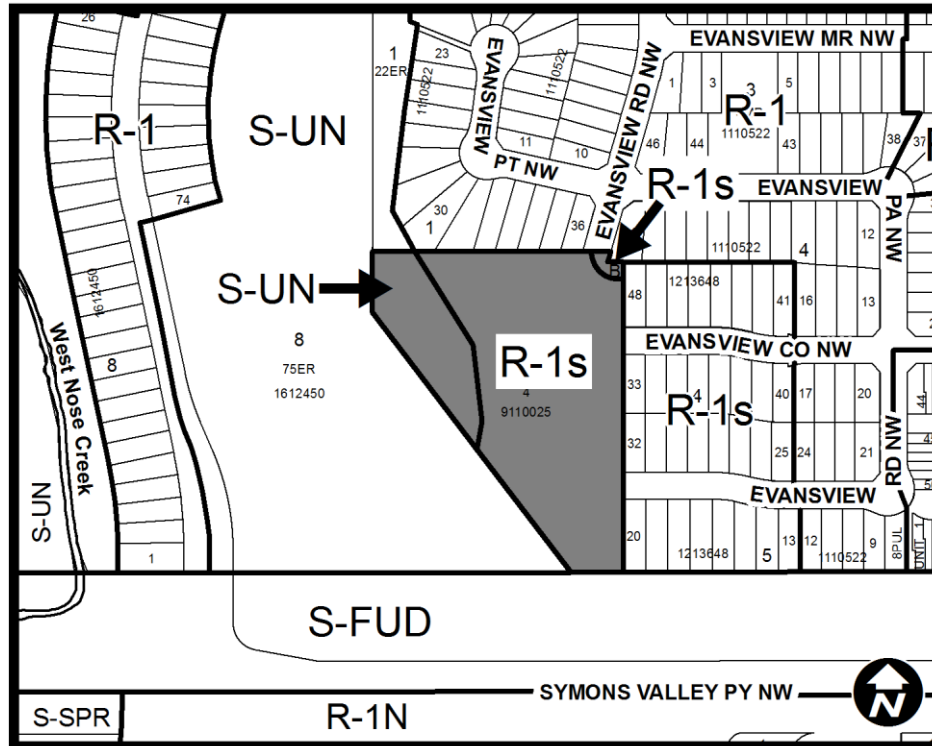 26
R-1
74
1612450
8
1
West Nose Creek
S-UN
S-UN
1
22ER
1110522
23
EVANSVIEW
PT NW
1110522
11
10
30
1
36
EVANSVIEW RD NW
EVANSVIEW MR NW
1
3
5
3
R-1
1110522
46
44
43
38
37
R-1s
EVANSVIEW
PA NW
12
1110522
4
S-UN
8
75ER
1612450
R-1s
4
9110025
48
1213648
41
16
13
EVANSVIEW CO NW
33
4
40
17
20
R-1s
32
25
24
21
44
RD NW
EVANSVIEW
20
1213648
5
13
12
1110522
9
8PUL
UNIT 1
S-FUD
SYMONS VALLEY PY NW
N
S-SPR
R-1N